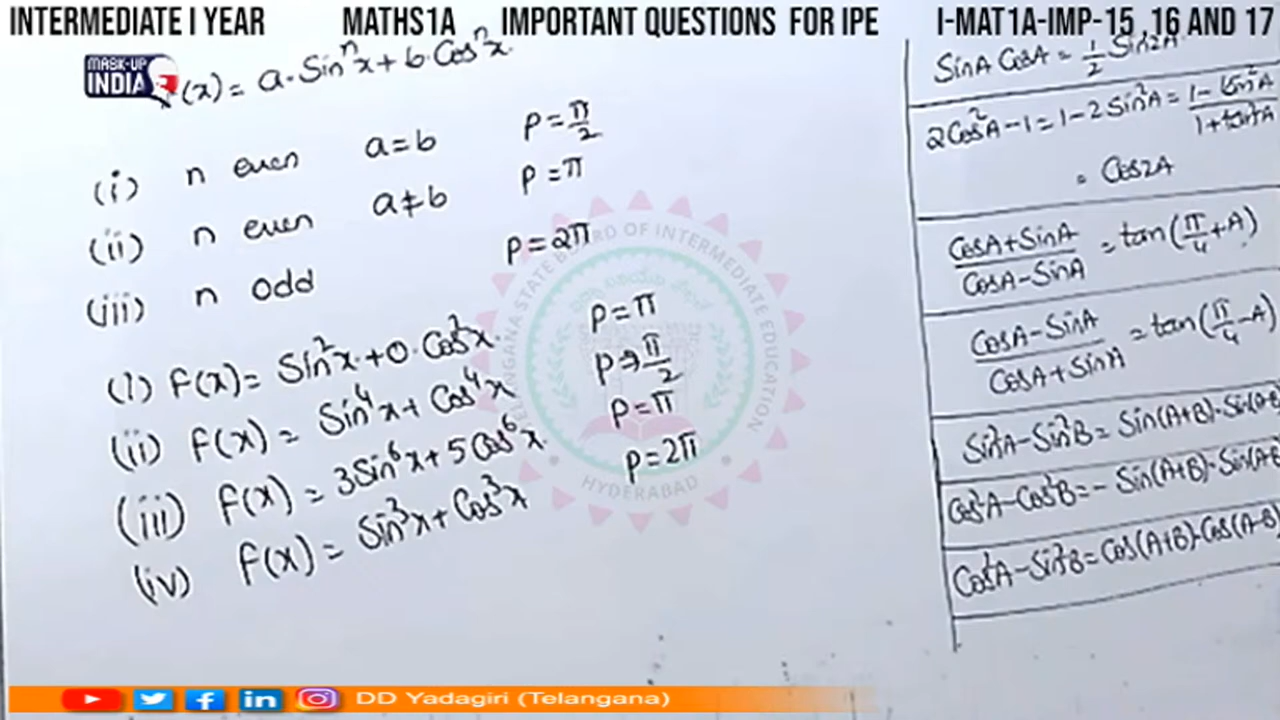 INTERMEDIATE I YEAR MATHS1A IMPORTANT QUESTIONS FOR IPE I-MAT1A-IMP-15, 16 AND 17
MASK-UP
INDIA
(x) = a·Sinⁿx + b·Cosⁿx
(i) n even a=b P=π/2
(ii) n even a≠b P=π
(iii) n odd P=2π
(i) f(x) = Sin²x + 0·Cos²x P=π
(ii) f(x) = Sin⁴x + Cos⁴x P⇒π/2
(iii) f(x) = 3Sin⁶x + 5Cos⁶x P=π
(iv) f(x) = Sin³x + Cos³x P=2π
SinA CosA = 1/2 Sin2A
2Cos²A-1 = 1-2Sin²A = (1-tan²A)/(1+tan²A)
= Cos2A
(CosA+SinA)/(CosA-SinA) = tan(π/4+A)
(CosA-SinA)/(CosA+SinA) = tan(π/4-A)
Sin²A-Sin²B = Sin(A+B)·Sin(A-B
Cos²A-Cos²B = - Sin(A+B)·Sin(A-B
Cos²A-Sin²B = Cos(A+B)·Cos(A-B)
TELANGANA STATE BOARD OF INTERMEDIATE EDUCATION
HYDERABAD
in DD Yadagiri (Telangana)